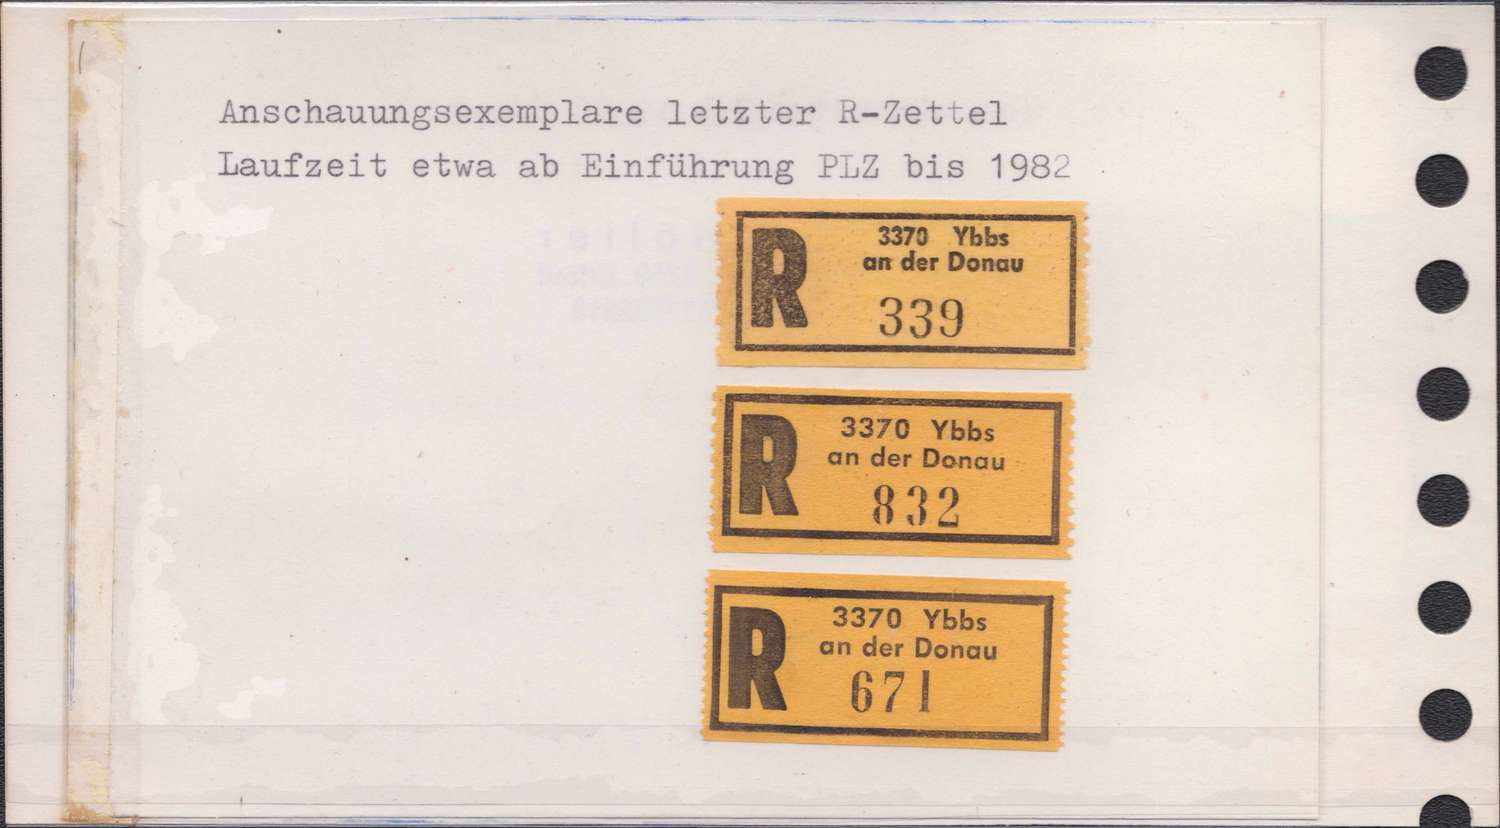 Anschauungsexemplare letzter R-Zettel
Laufzeit etwa ab Einführung PLZ bis 1982
R
3370 Ybbs
an der Donau
339
R
3370 Ybbs
an der Donau
832
R
3370 Ybbs
an der Donau
671